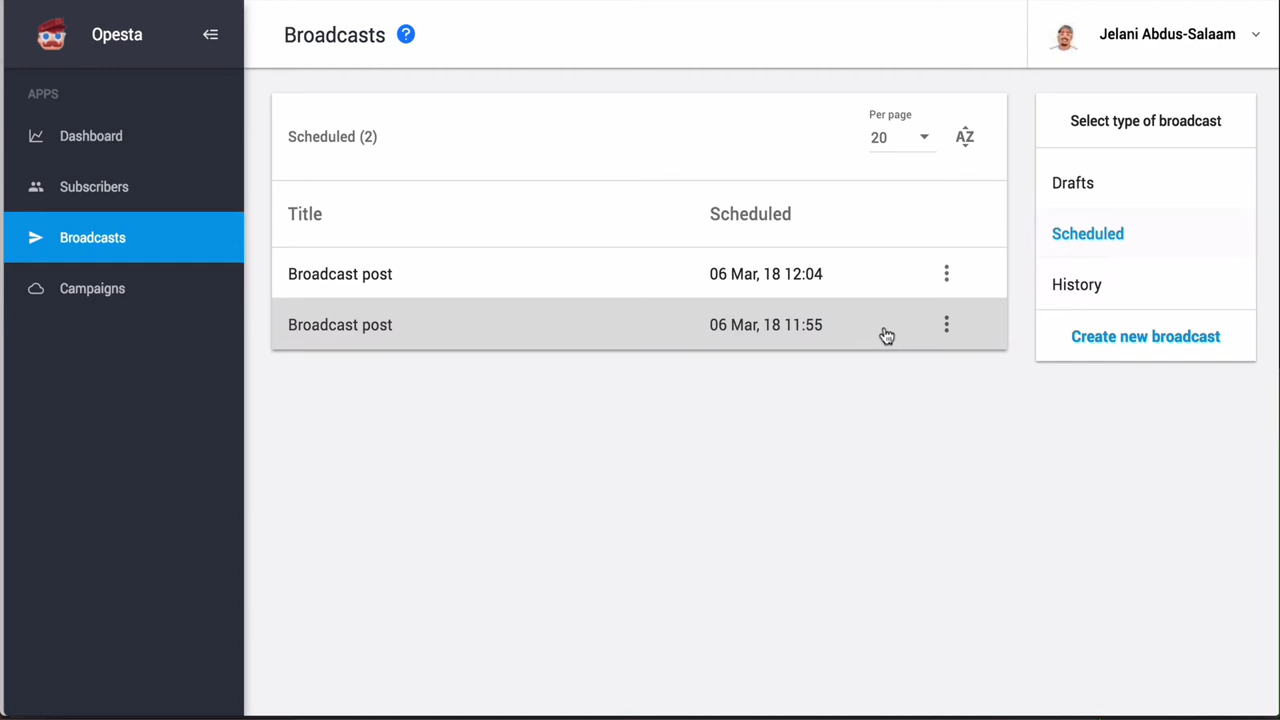 Opesta
Broadcasts ?
Jelani Abdus-Salaam
APPS
Dashboard
Subscribers
Broadcasts
Campaigns
Scheduled (2)
Per page
20
AZ
Title
Scheduled
Broadcast post
06 Mar, 18 12:04
Broadcast post
06 Mar, 18 11:55
Select type of broadcast
Drafts
Scheduled
History
Create new broadcast